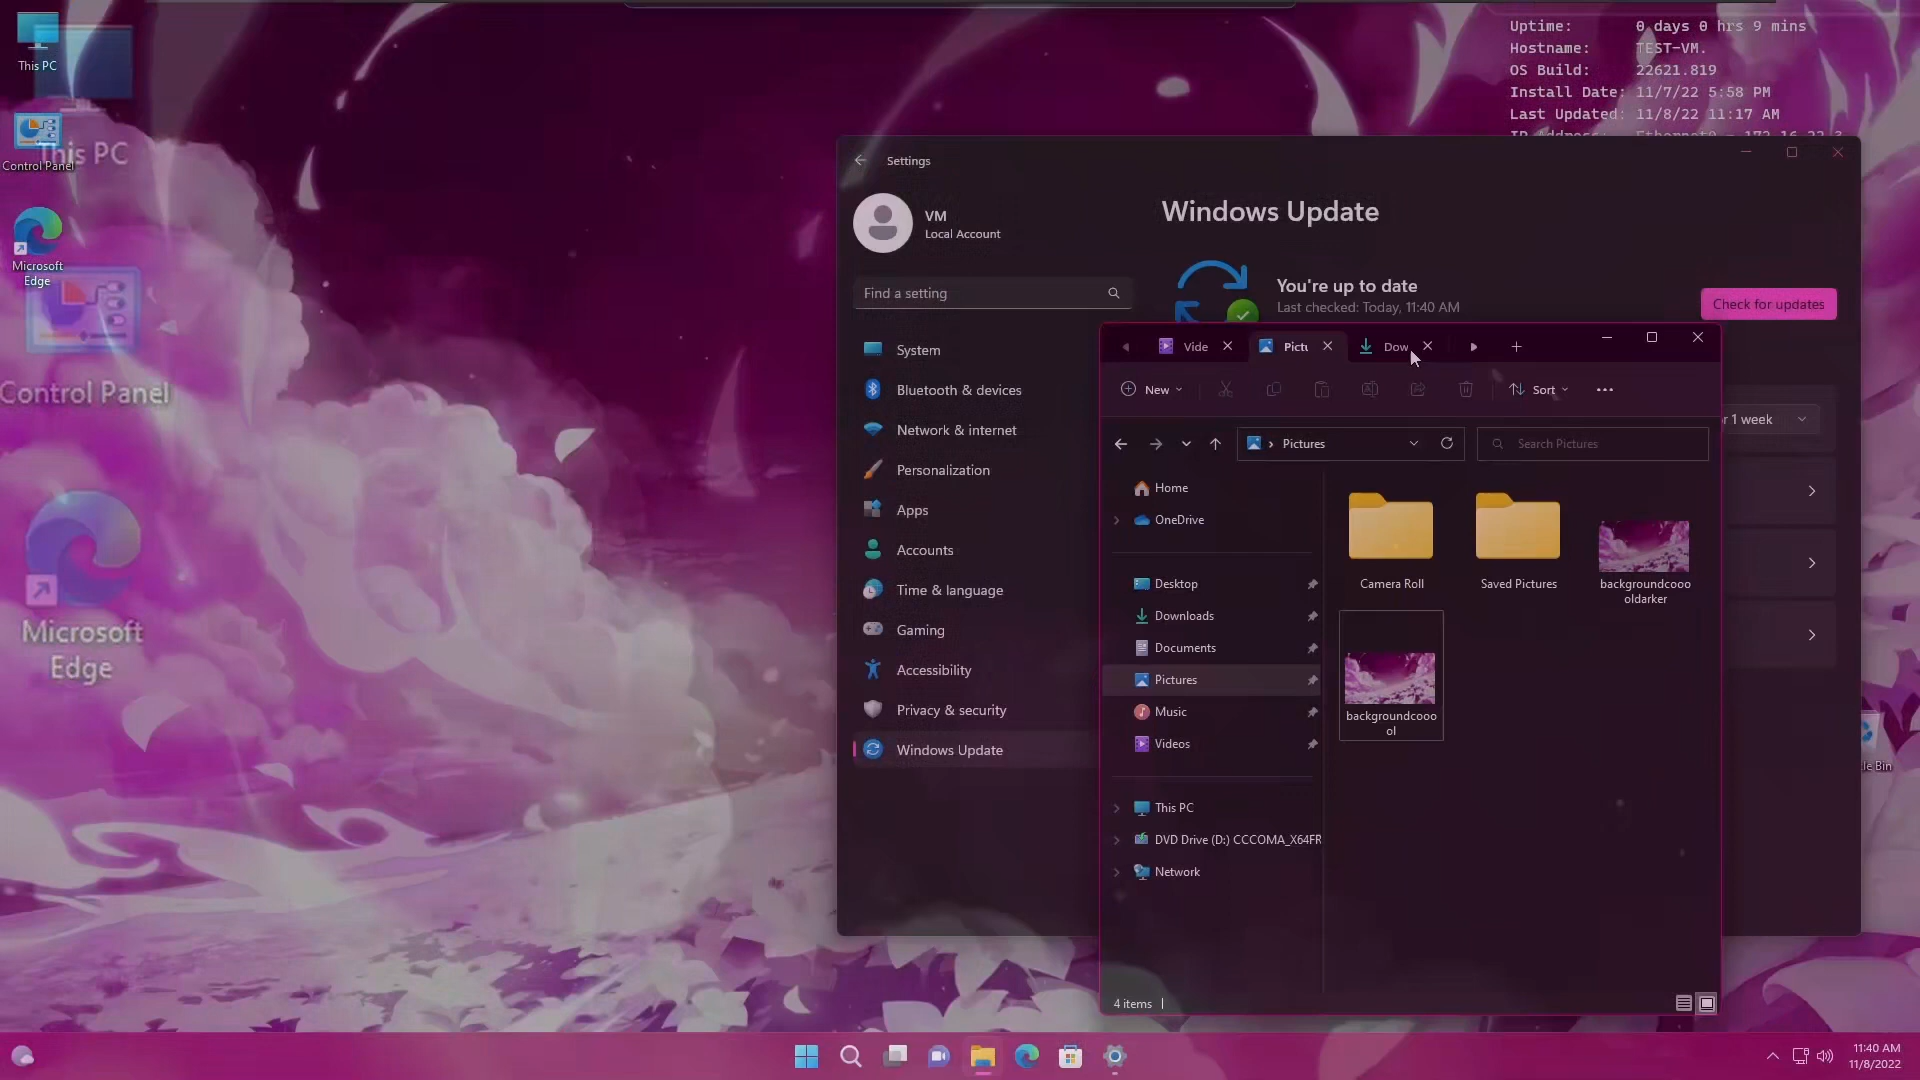 This PC
Control Panel
Microsoft
Edge
This PC
Control Panel
Microsoft
Edge
Uptime: 0 days 0 hrs 9 mins
Hostname: TEST-VM.
OS Build: 22621.819
Install Date: 11/7/22 5:58 PM
Last Updated: 11/8/22 11:17 AM
Settings
VM
Local Account
Find a setting
System
Bluetooth & devices
Network & internet
Personalization
Apps
Accounts
Time & language
Gaming
Accessibility
Privacy & security
Windows Update
Windows Update
You're up to date
Last checked: Today, 11:40 AM
Check for updates
r 1 week
Vide
Pictu
Dow
New
Sort
Pictures
Search Pictures
Home
OneDrive
Desktop
Downloads
Documents
Pictures
Music
Videos
This PC
DVD Drive (D:) CCCOMA_X64FR
Network
Camera Roll
Saved Pictures
backgroundcooo
oldarker
backgroundcooo
ol
4 items
le Bin
11:40 AM
11/8/2022